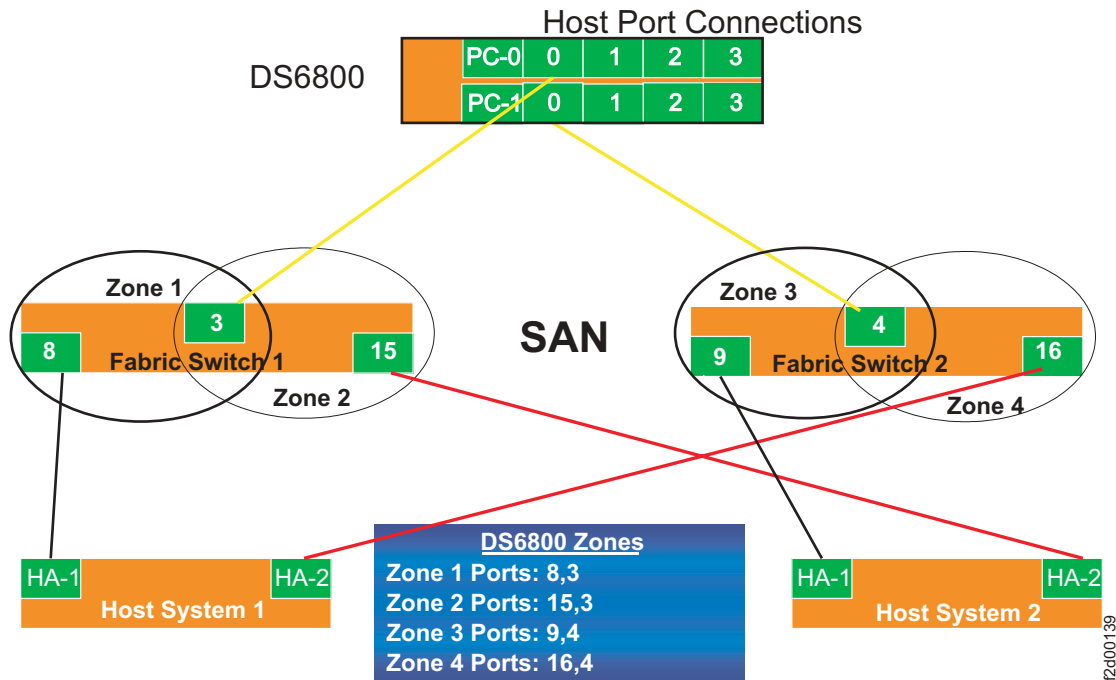 Host Port Connections
DS6800
PC-0 0 1 2 3
PC-1 0 1 2 3
Zone 1
3
8
15
Fabric Switch 1
Zone 2
SAN
Zone 3
4
9
16
Fabric Switch 2
Zone 4
HA-1
HA-2
Host System 1
DS6800 Zones
Zone 1 Ports: 8,3
Zone 2 Ports: 15,3
Zone 3 Ports: 9,4
Zone 4 Ports: 16,4
HA-1
HA-2
Host System 2
f2d00139